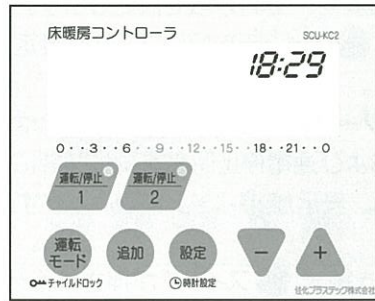 床暖房コントローラ
SCU-KC2
18:29
0・・3・・6・・9・・12・・15・・18・・21・・0
運転/停止
1
運転/停止
2
運転
モード
追加
設定
−
+
チャイルドロック
時計設定
住化プラステック株式会社